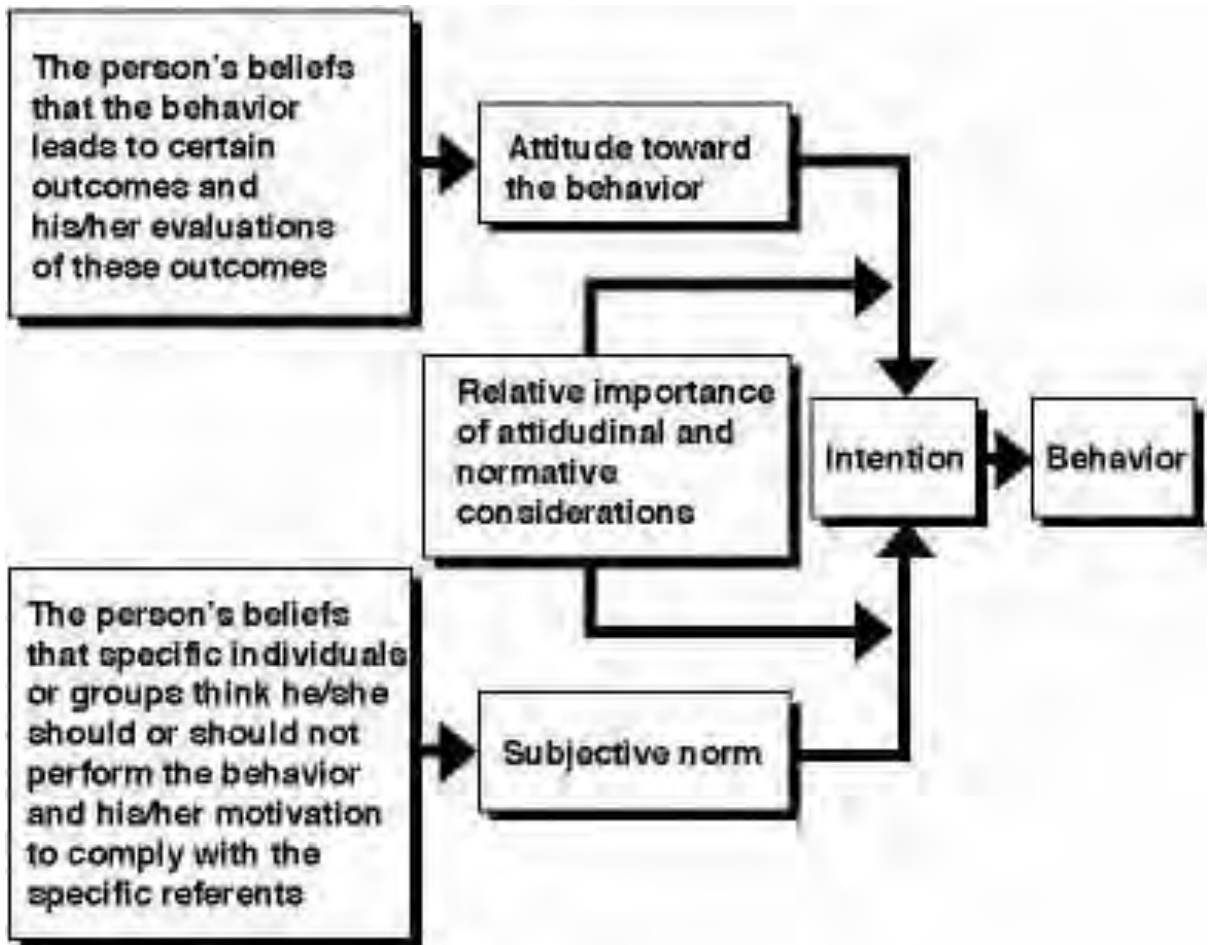 The person's beliefs
that the behavior
leads to certain
outcomes and
his/her evaluations
of these outcomes
Attitude toward
the behavior
Relative importance
of attidudinal and
normative
considerations
Intention
Behavior
The person's beliefs
that specific individuals
or groups think he/she
should or should not
perform the behavior
and his/her motivation
to comply with the
specific referents
Subjective norm